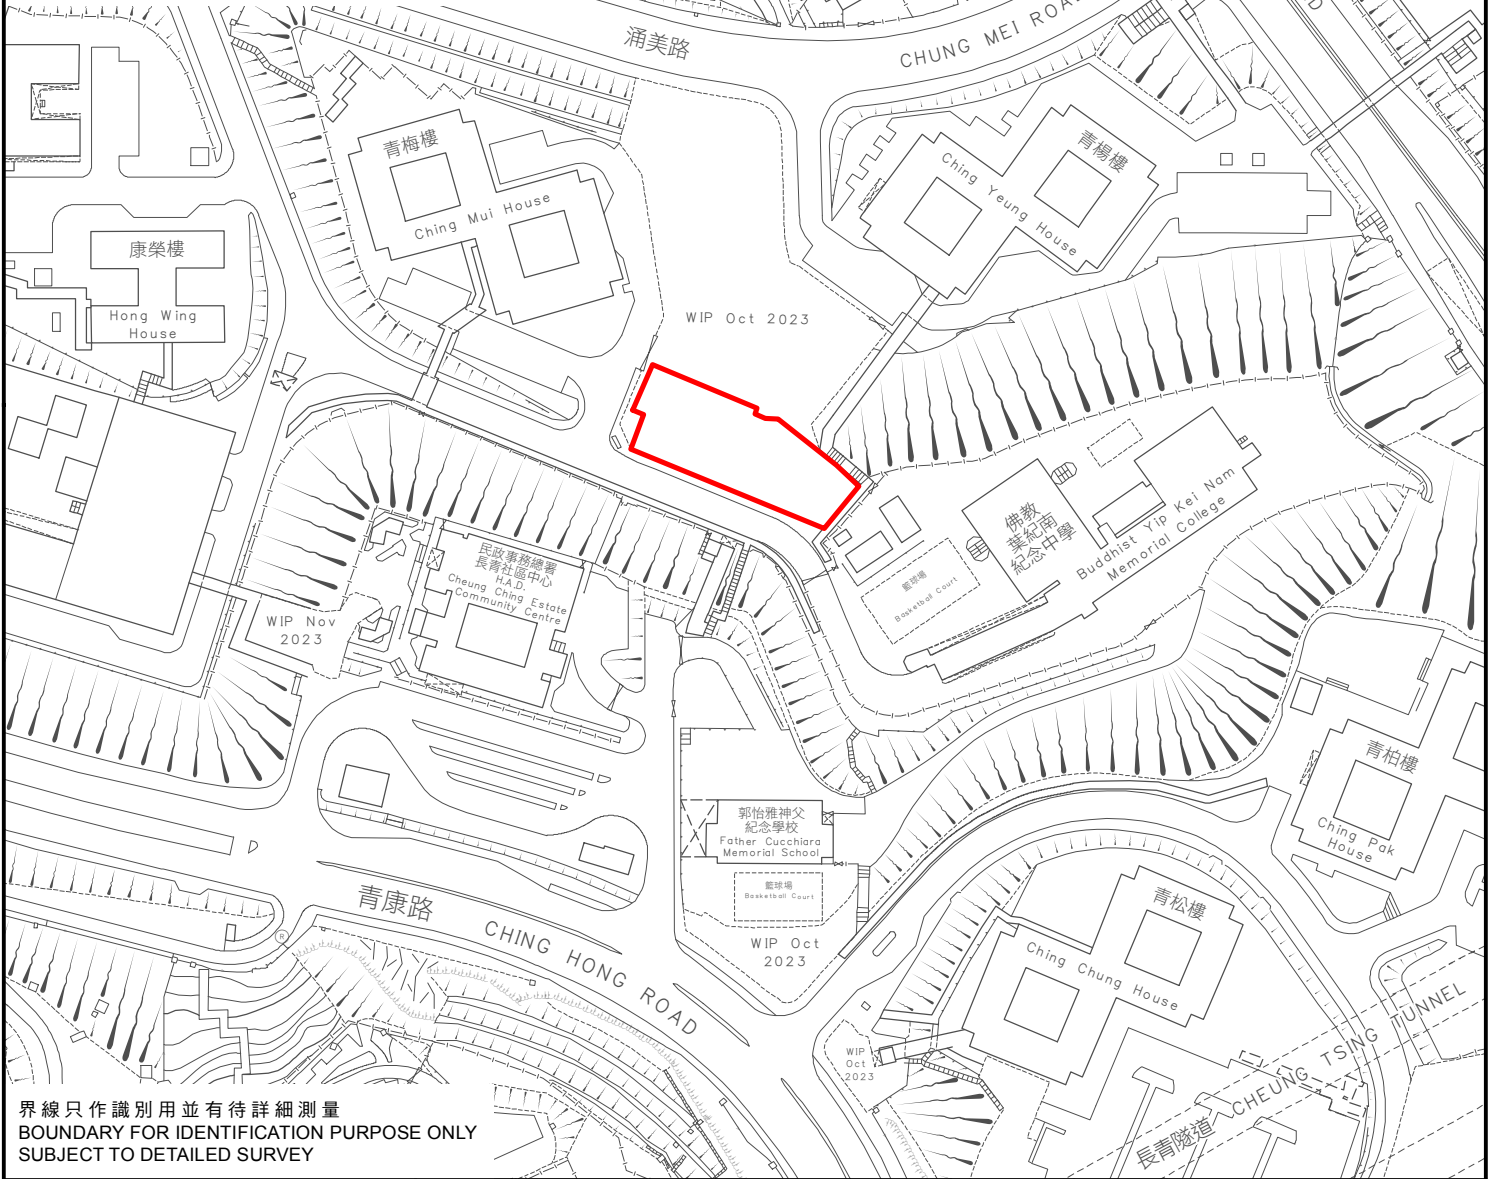 涌美路
CHUNG MEI ROA
D
青梅樓
Ching Mui House
青楊樓
Ching Yeung House
康榮樓
Hong Wing
House
WIP Oct 2023
佛教
葉紀南
紀念中學
Buddhist Yip Kei Nam
Memorial College
籃球場
Basketball Court
民政事務總署
長青社區中心
H.A.D.
Cheung Ching Estate
Community Centre
WIP Nov
2023
青柏樓
Ching Pak
House
郭怡雅神父
紀念學校
Father Cucchiara
Memorial School
籃球場
Basketball Court
WIP Oct
2023
青康路
CHING HONG ROAD
R
青松樓
Ching Chung House
WIP
Oct
2023
長青隧道
CHEUNG TSING TUNNEL
界線只作識別用並有待詳細測量
BOUNDARY FOR IDENTIFICATION PURPOSE ONLY
SUBJECT TO DETAILED SURVEY